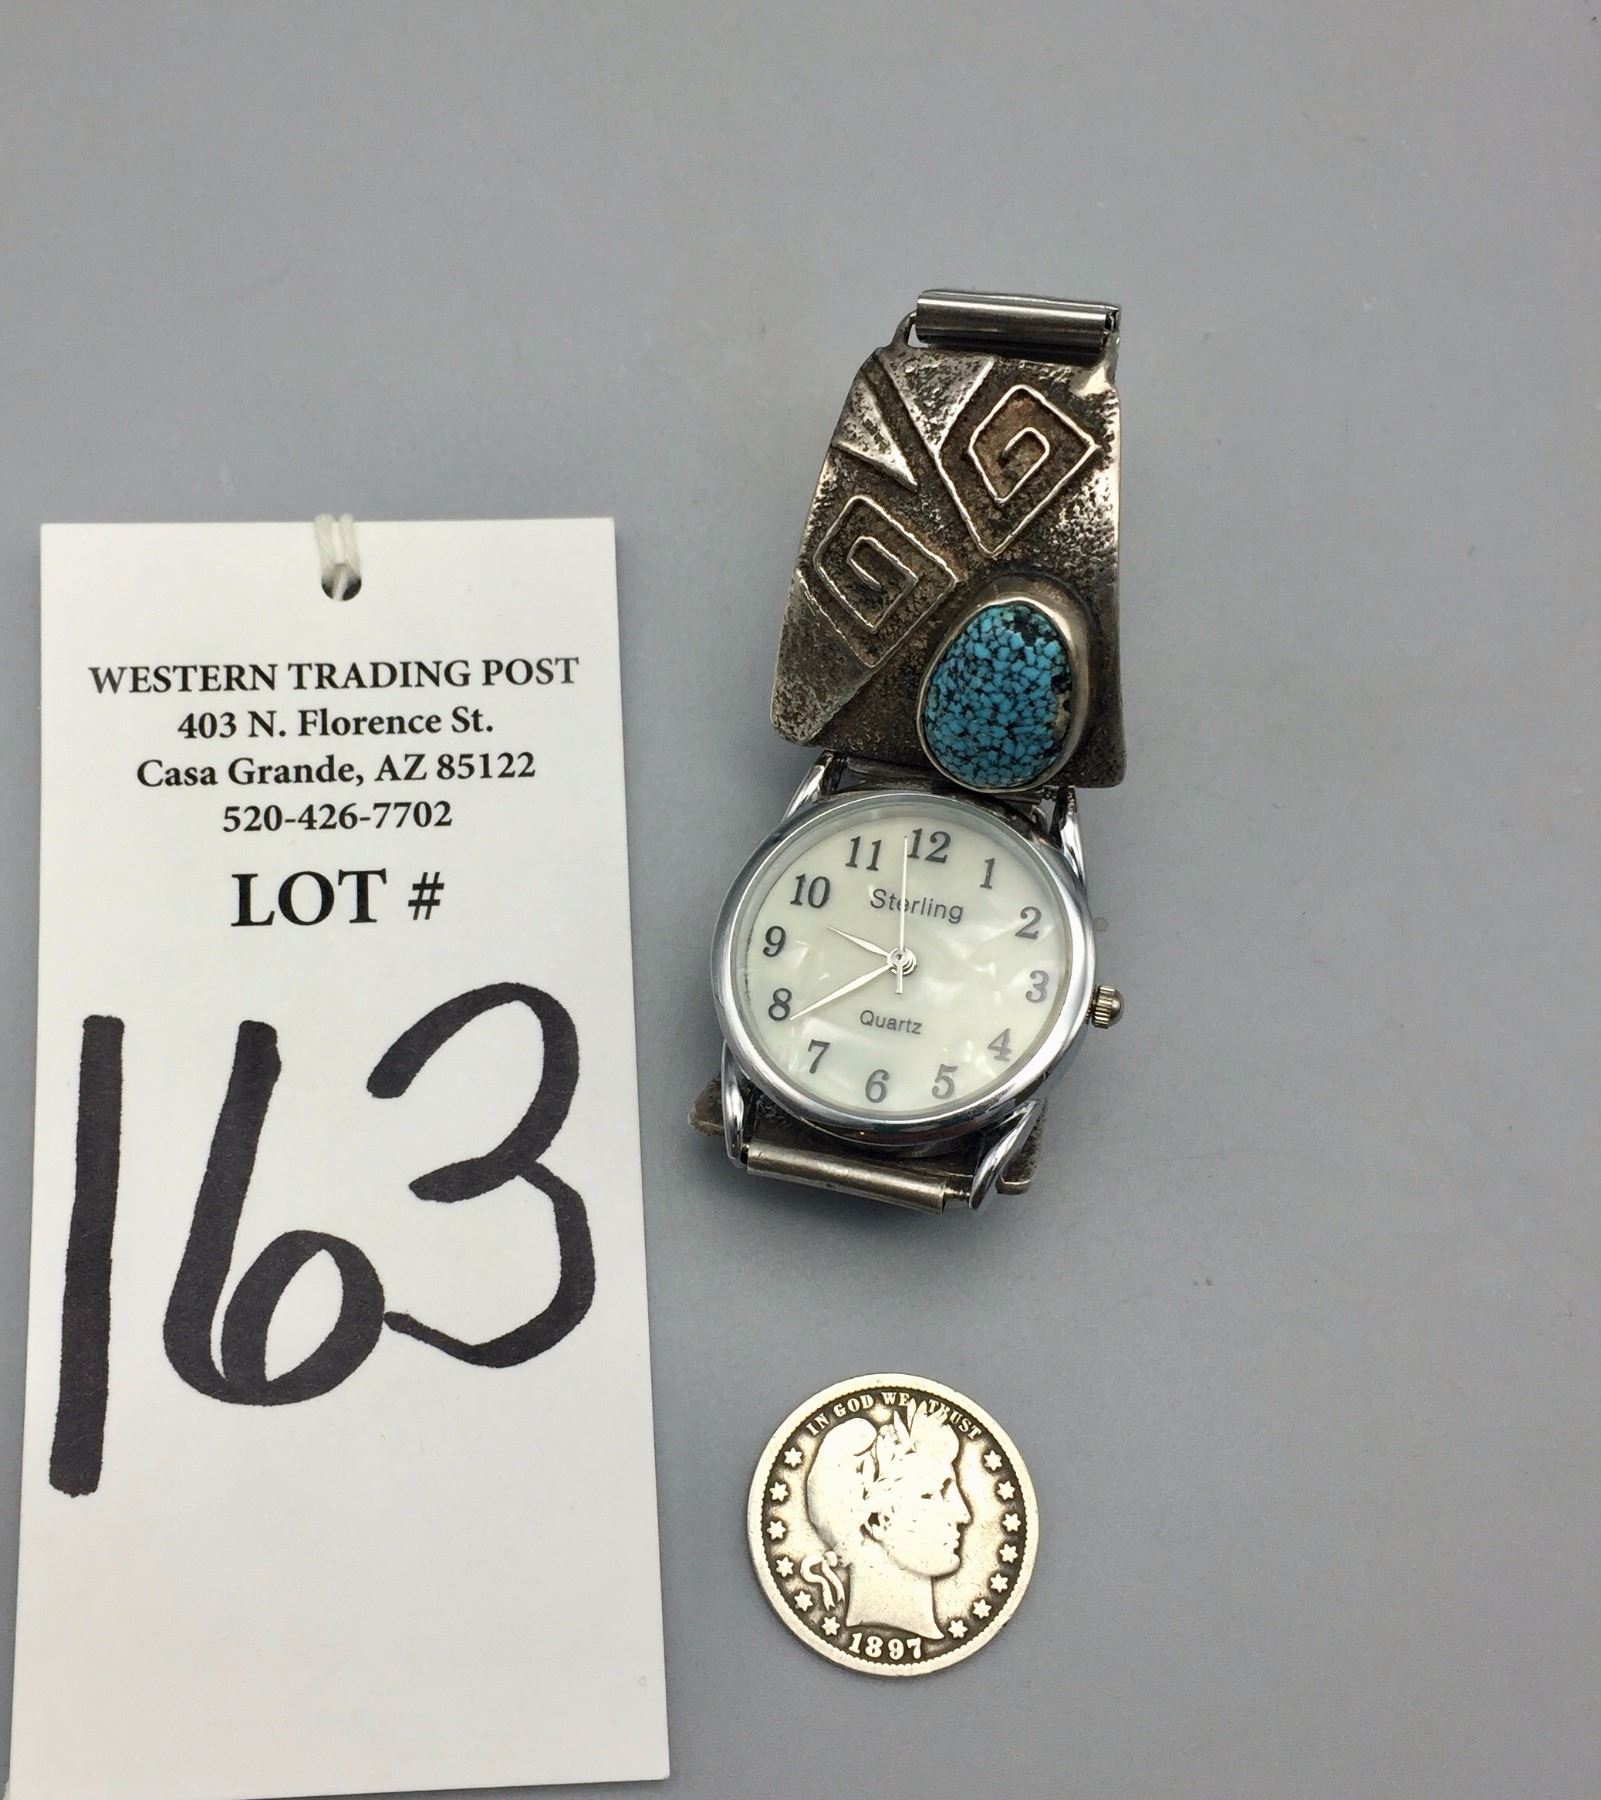 WESTERN TRADING POST
403 N. Florence St.
Casa Grande, AZ 85122
520-426-7702
LOT #
163
12
1
2
3
4
5
6
7
8
9
10
11
Sterling
Quartz
IN GOD WE TRUST
1897